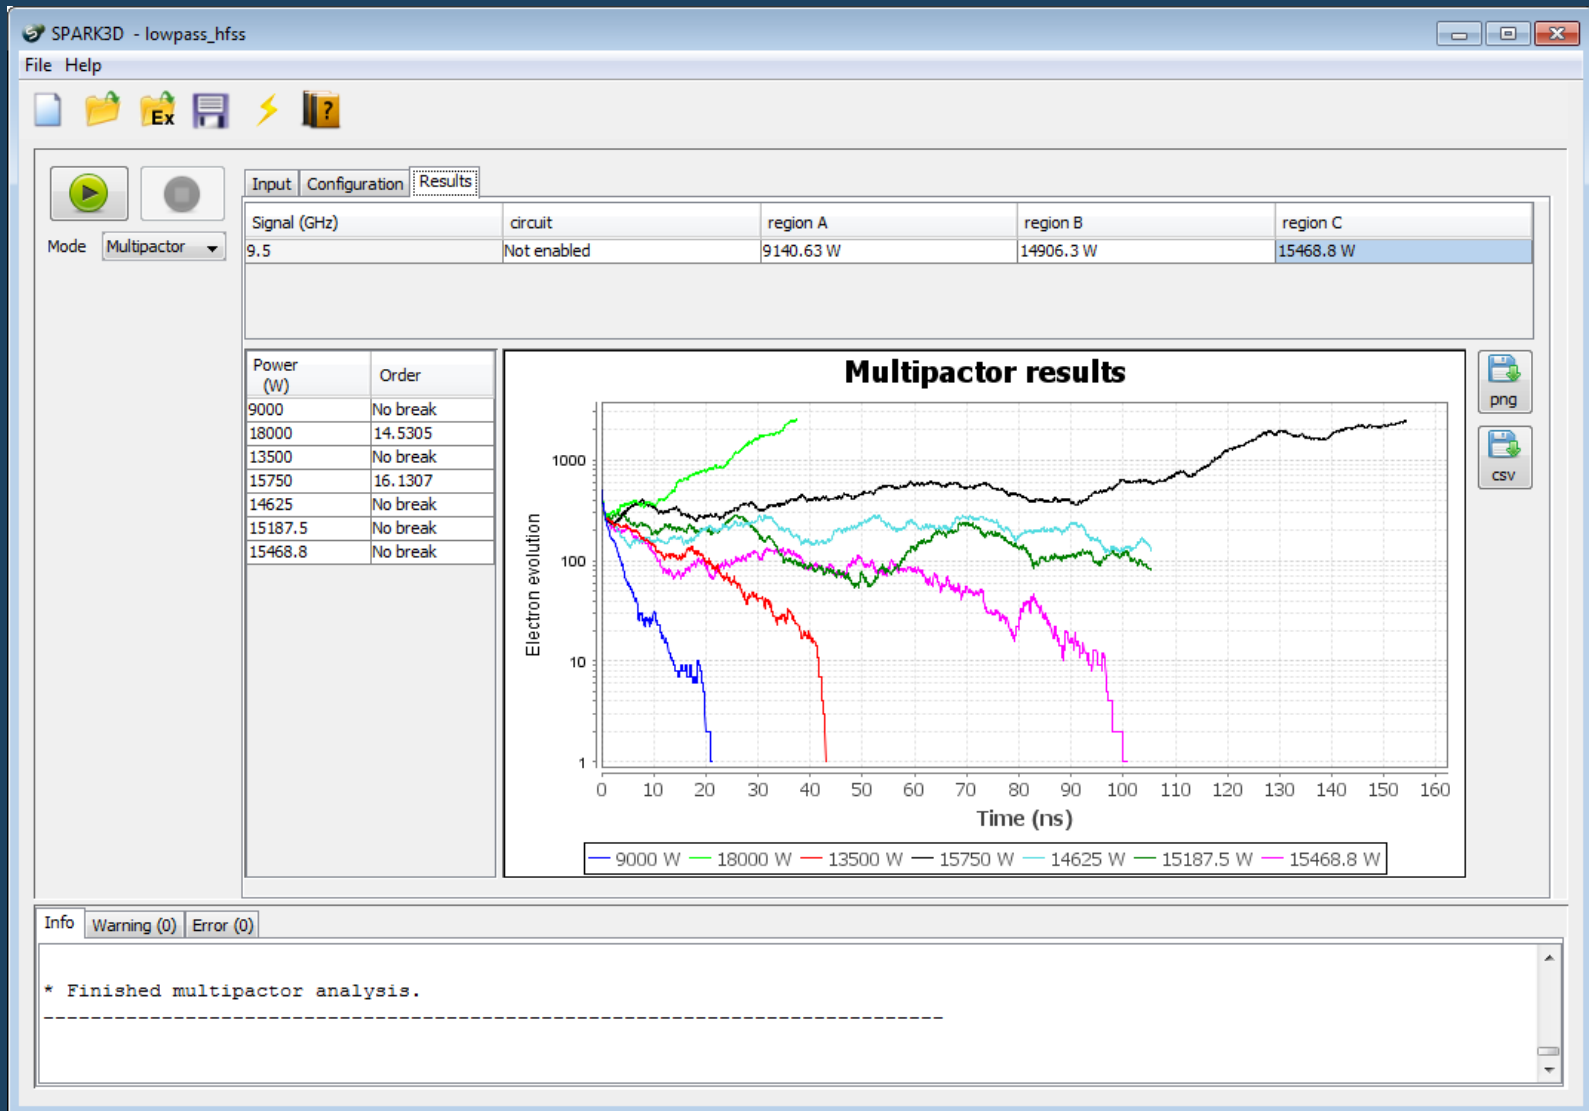 SPARK3D - lowpass_hfss
File Help
Ex
?
Mode Multipactor
Input Configuration Results
Signal (GHz) circuit region A region B region C
9.5 Not enabled 9140.63 W 14906.3 W 15468.8 W
Power (W) Order
9000 No break
18000 14.5305
13500 No break
15750 16.1307
14625 No break
15187.5 No break
15468.8 No break
Multipactor results
Electron evolution
1000
100
10
1
0 10 20 30 40 50 60 70 80 90 100 110 120 130 140 150 160
Time (ns)
9000 W 18000 W 13500 W 15750 W 14625 W 15187.5 W 15468.8 W
png
csv
Info Warning (0) Error (0)
* Finished multipactor analysis.
----------------------------------------------------------------------------